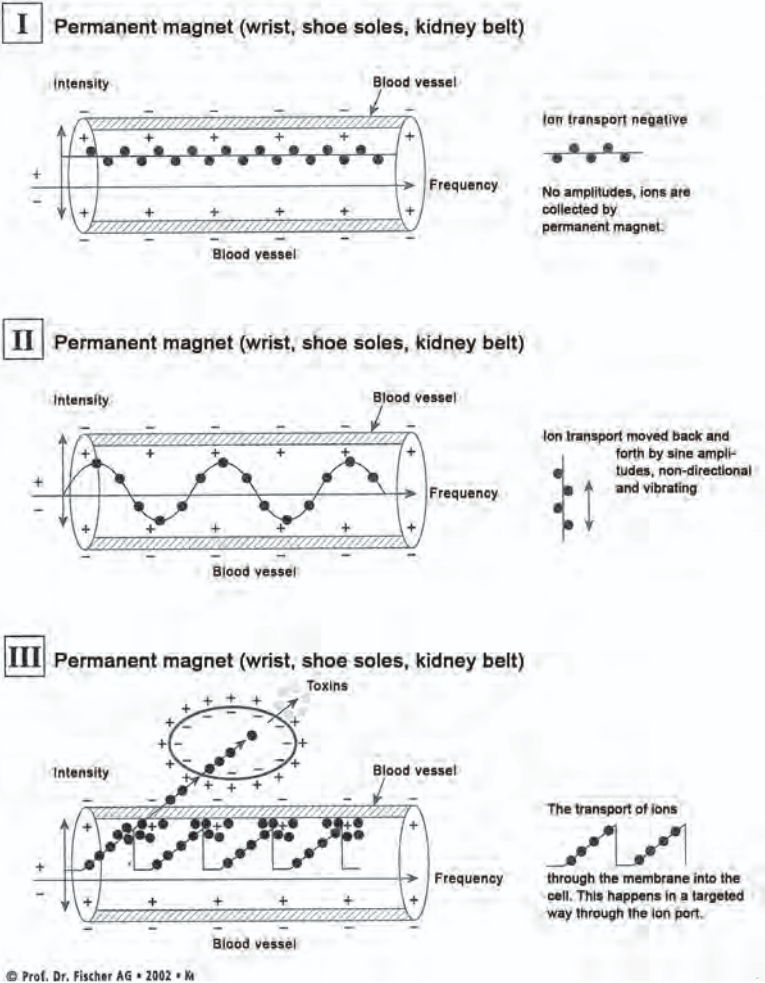 I Permanent magnet (wrist, shoe soles, kidney belt)
Intensity
Blood vessel
Ion transport negative
Frequency
No amplitudes, ions are
collected by
permanent magnet.
Blood vessel
II Permanent magnet (wrist, shoe soles, kidney belt)
Intensity
Blood vessel
Ion transport moved back and
forth by sine ampli-
tudes, non-directional
and vibrating
Frequency
Blood vessel
III Permanent magnet (wrist, shoe soles, kidney belt)
Toxins
Intensity
Blood vessel
The transport of ions
Frequency
through the membrane into the
cell. This happens in a targeted
way through the ion port.
Blood vessel
© Prof. Dr. Fischer AG • 2002 •